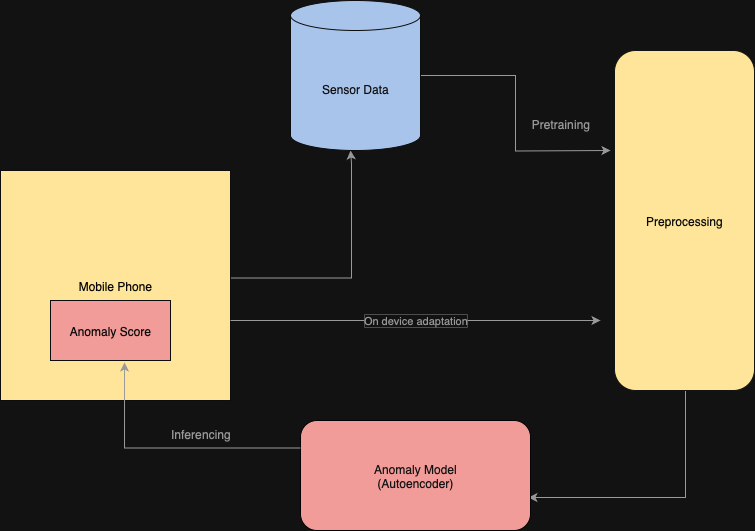 Sensor Data
Pretraining
Preprocessing
Mobile Phone
Anomaly Score
On device adaptation
Inferencing
Anomaly Model
(Autoencoder)